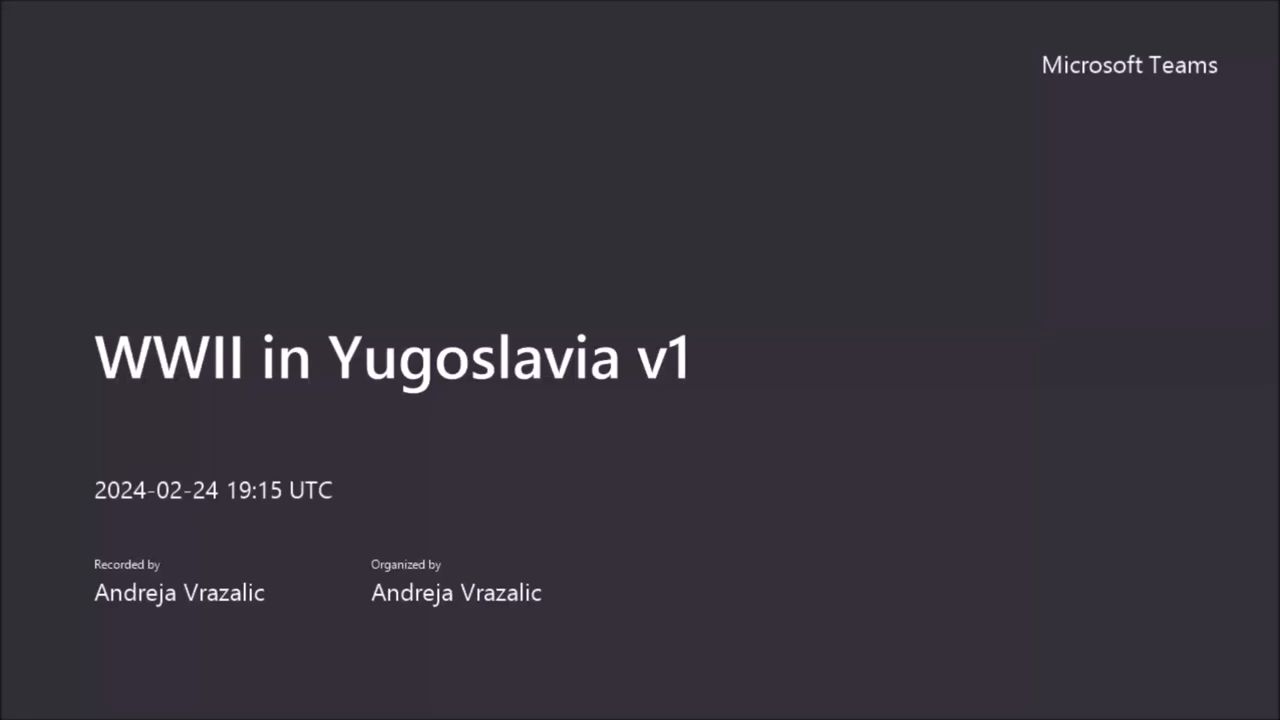 Microsoft Teams
WWII in Yugoslavia v1
2024-02-24 19:15 UTC
Recorded by
Andreja Vrazalic
Organized by
Andreja Vrazalic